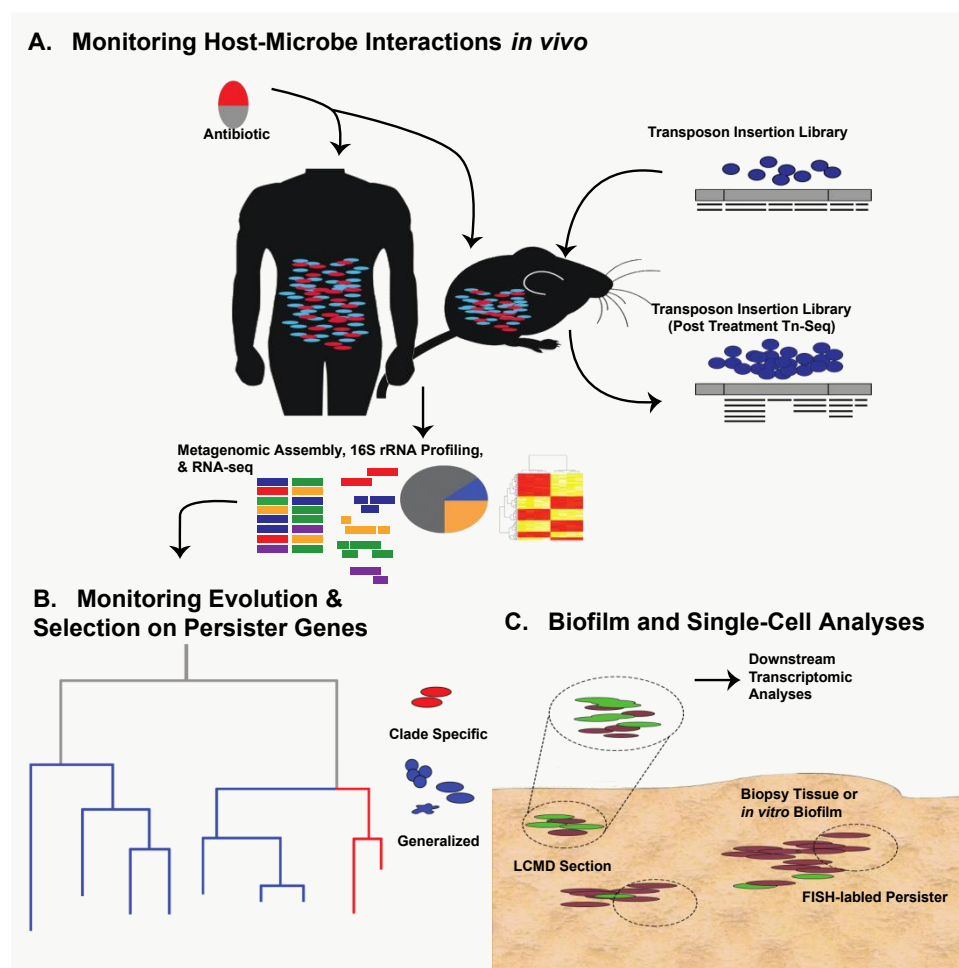 A. Monitoring Host-Microbe Interactions in vivo
Antibiotic
Transposon Insertion Library
Transposon Insertion Library
(Post Treatment Tn-Seq)
Metagenomic Assembly, 16S rRNA Profiling,
& RNA-seq
B. Monitoring Evolution &
Selection on Persister Genes
Clade Specific
Generalized
C. Biofilm and Single-Cell Analyses
Downstream
Transcriptomic
Analyses
Biopsy Tissue or
in vitro Biofilm
LCMD Section
FISH-labled Persister